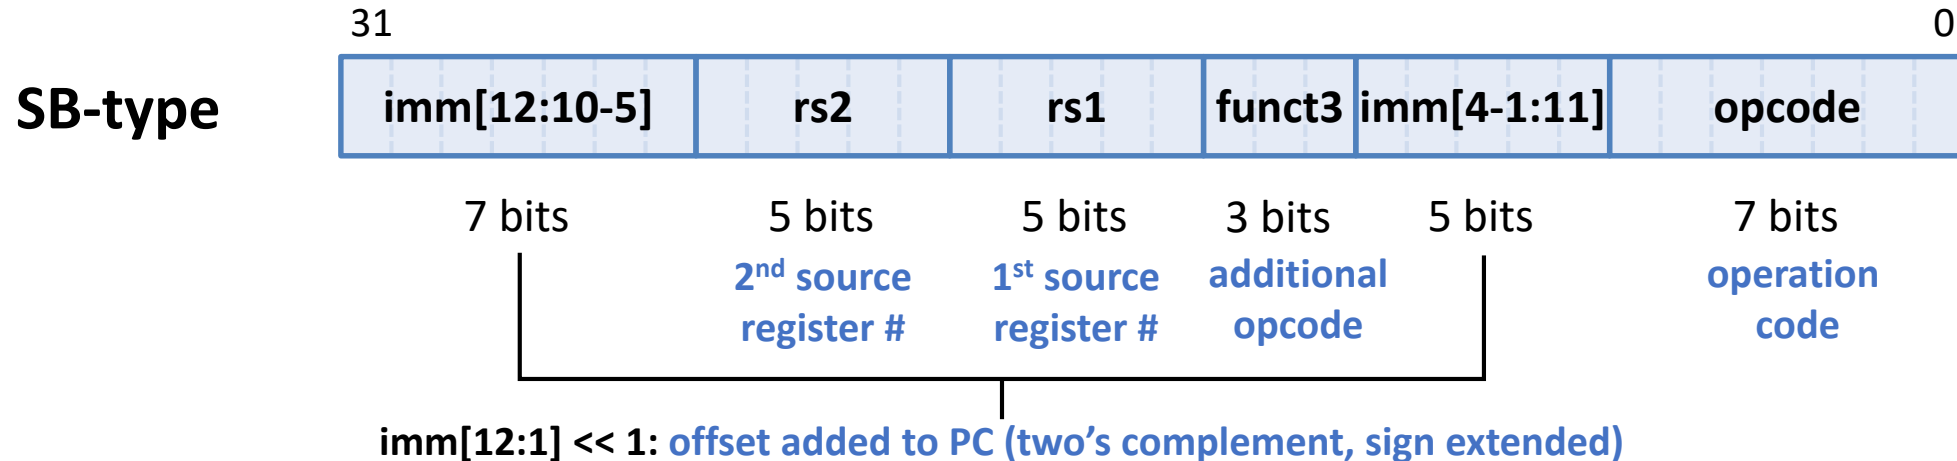 31 0
SB-type imm[12:10-5] rs2 rs1 funct3 imm[4-1:11] opcode
7 bits 5 bits 5 bits 3 bits 5 bits 7 bits
2nd source 1st source additional operation
register # register # opcode code
imm[12:1] << 1: offset added to PC (two’s complement, sign extended)